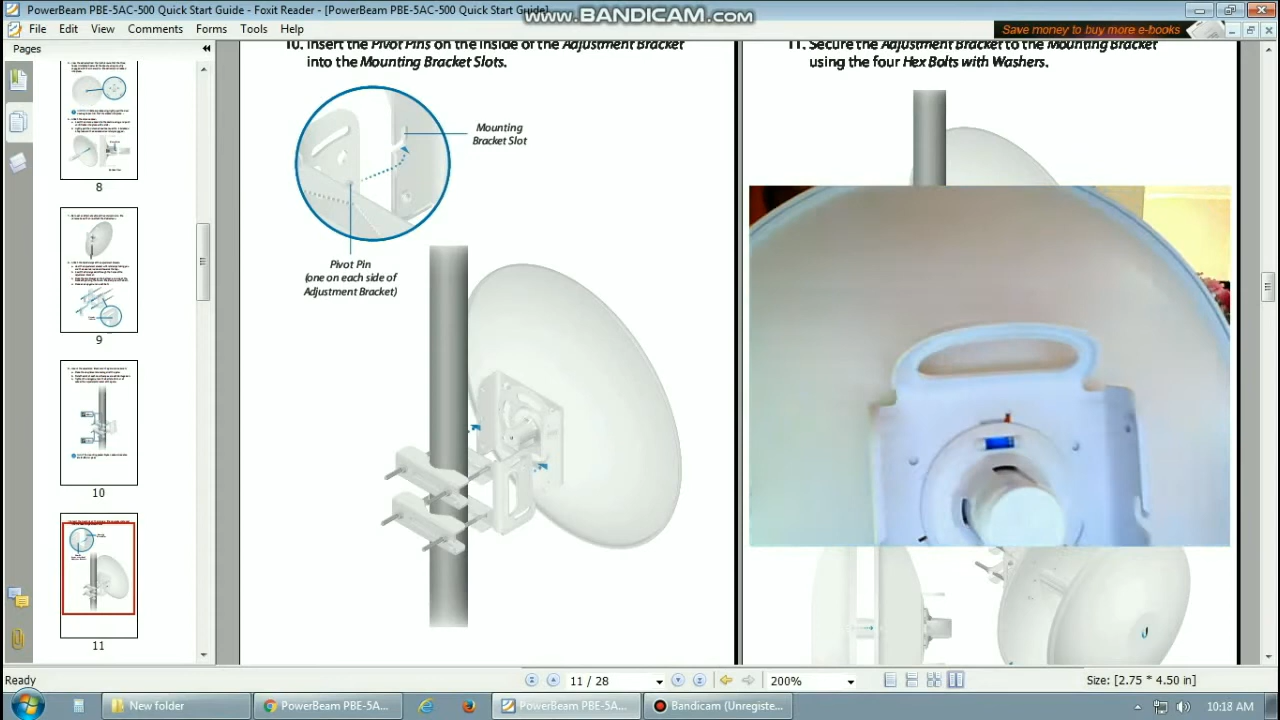 PowerBeam PBE-5AC-500 Quick Start Guide - Foxit Reader - [PowerBeam PBE-5AC-500 Quick Start Guide]
www.BANDICAM.com
File Edit View Comments Forms Tools Help
Save money to buy more e-books
Pages
8
9
10
11
10. Insert the Pivot Pins on the inside of the Adjustment Bracket
into the Mounting Bracket Slots.
Mounting
Bracket Slot
Pivot Pin
(one on each side of
Adjustment Bracket)
11. Secure the Adjustment Bracket to the Mounting Bracket
using the four Hex Bolts with Washers.
Ready
11 / 28
200%
Size: [2.75 * 4.50 in]
New folder
PowerBeam PBE-5A...
PowerBeam PBE-5AC...
Bandicam (Unregiste...
10:18 AM